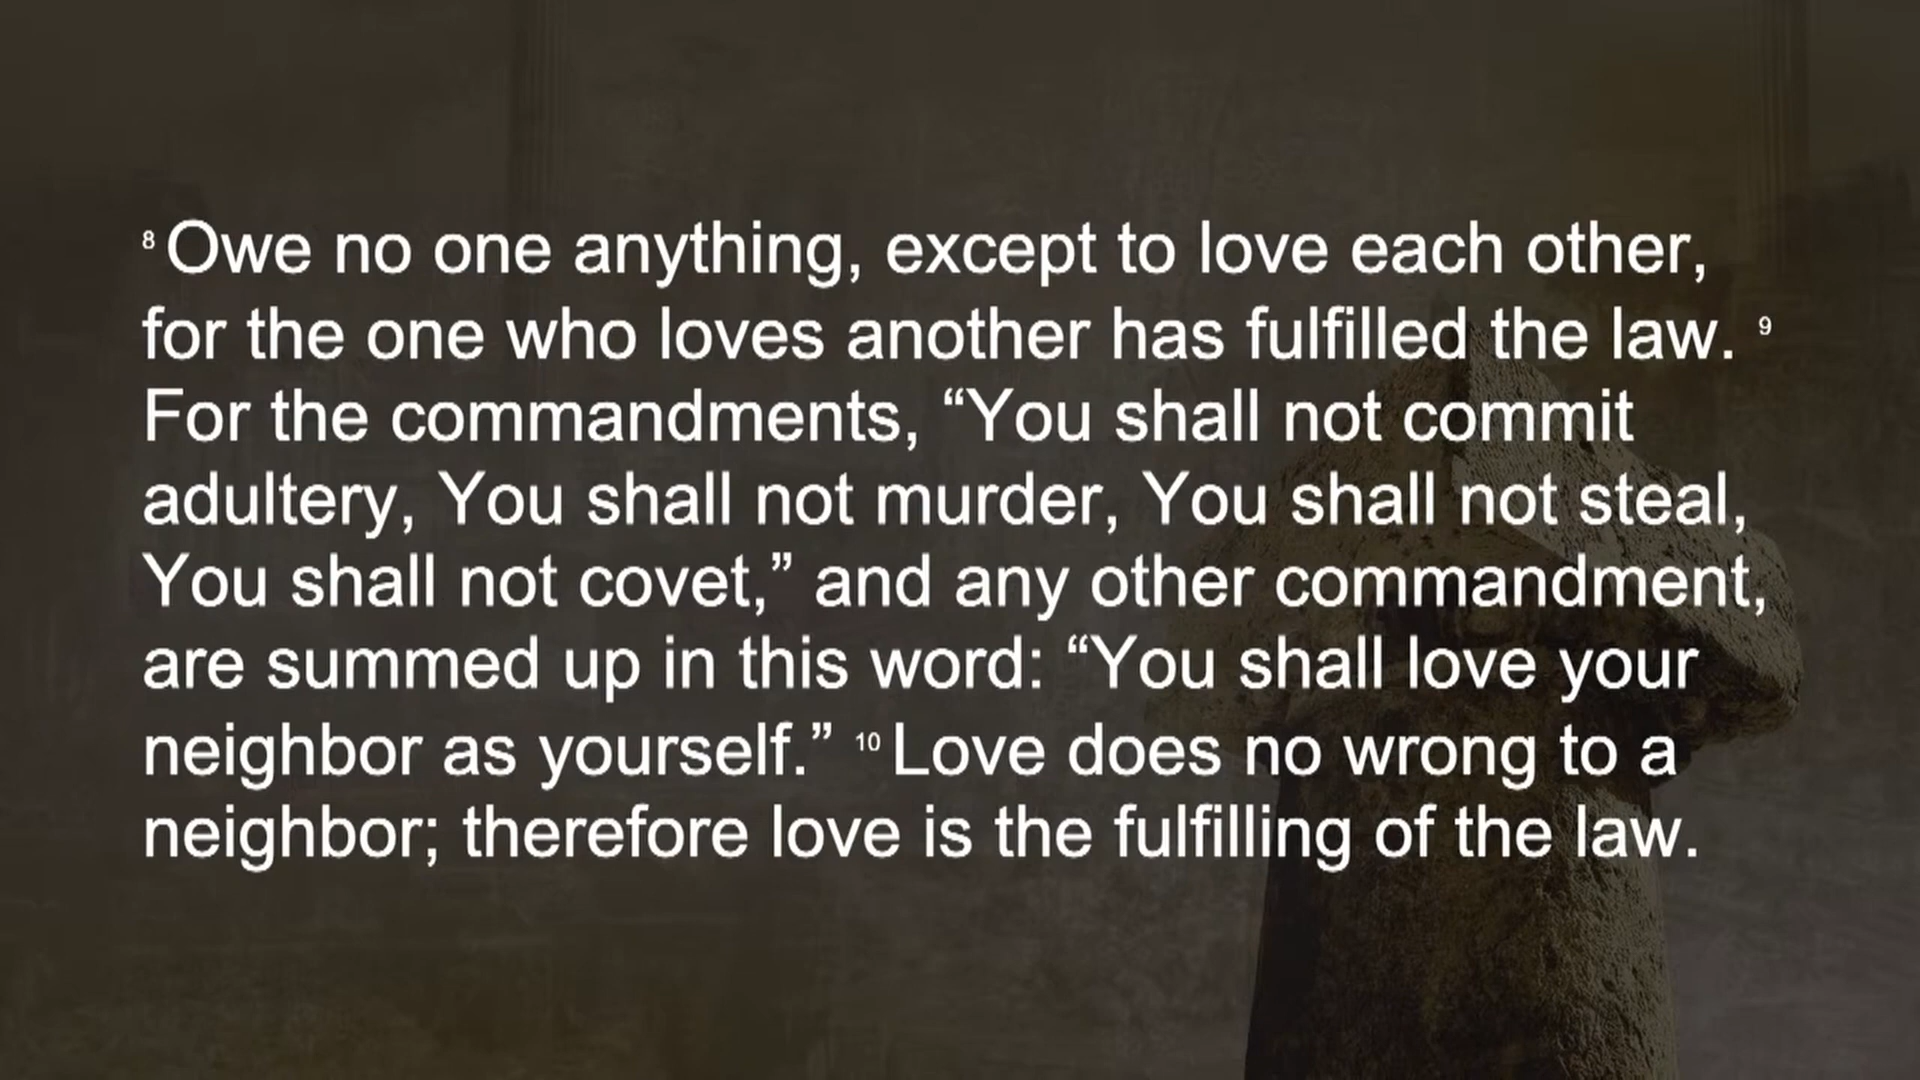 ⁸ Owe no one anything, except to love each other,
for the one who loves another has fulfilled the law. ⁹
For the commandments, “You shall not commit
adultery, You shall not murder, You shall not steal,
You shall not covet,” and any other commandment,
are summed up in this word: “You shall love your
neighbor as yourself.” ¹⁰ Love does no wrong to a
neighbor; therefore love is the fulfilling of the law.